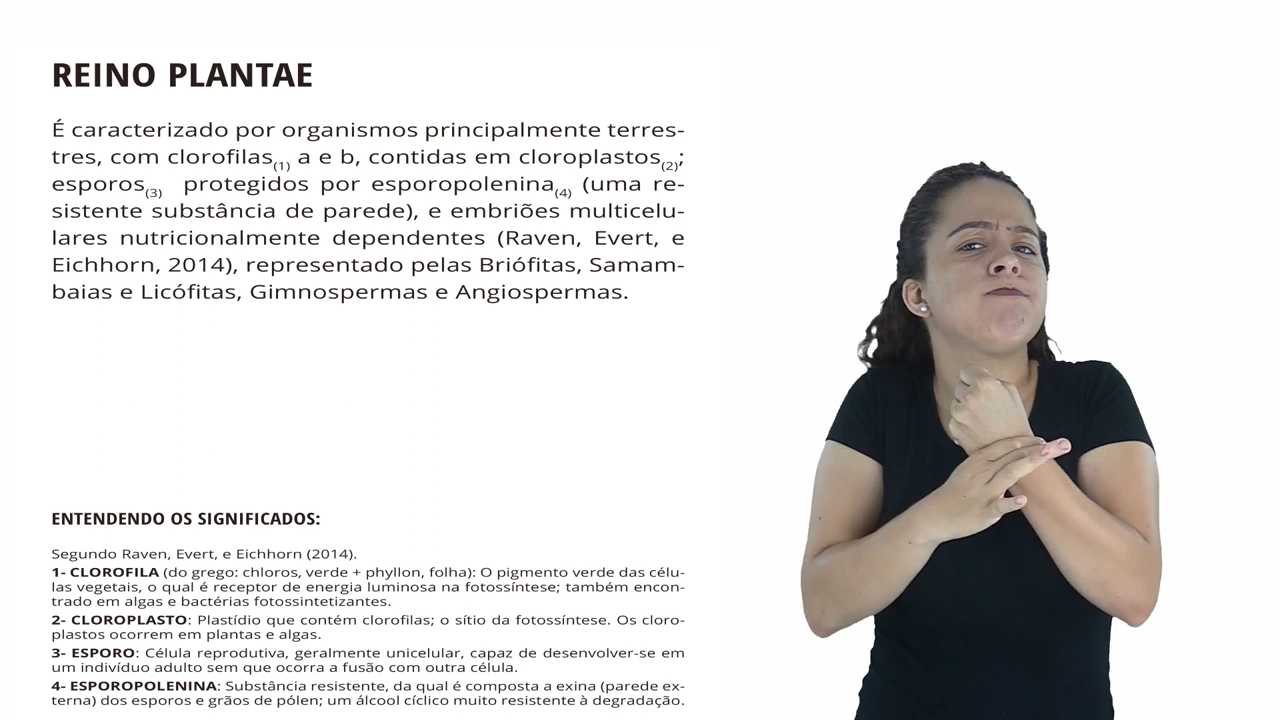 REINO PLANTAE
É caracterizado por organismos principalmente terres-
tres, com clorofilas(1) a e b, contidas em cloroplastos(2);
esporos(3) protegidos por esporopolenina(4) (uma re-
sistente substância de parede), e embriões multicelu-
lares nutricionalmente dependentes (Raven, Evert, e
Eichhorn, 2014), representado pelas Briófitas, Samam-
baias e Licófitas, Gimnospermas e Angiospermas.
ENTENDENDO OS SIGNIFICADOS:
Segundo Raven, Evert, e Eichhorn (2014).
1- CLOROFILA (do grego: chloros, verde + phyllon, folha): O pigmento verde das célu-
las vegetais, o qual é receptor de energia luminosa na fotossíntese; também encon-
trado em algas e bactérias fotossintetizantes.
2- CLOROPLASTO: Plastídio que contém clorofilas; o sítio da fotossíntese. Os cloro-
plastos ocorrem em plantas e algas.
3- ESPORO: Célula reprodutiva, geralmente unicelular, capaz de desenvolver-se em
um indivíduo adulto sem que ocorra a fusão com outra célula.
4- ESPOROPOLENINA: Substância resistente, da qual é composta a exina (parede ex-
terna) dos esporos e grãos de pólen; um álcool cíclico muito resistente à degradação.